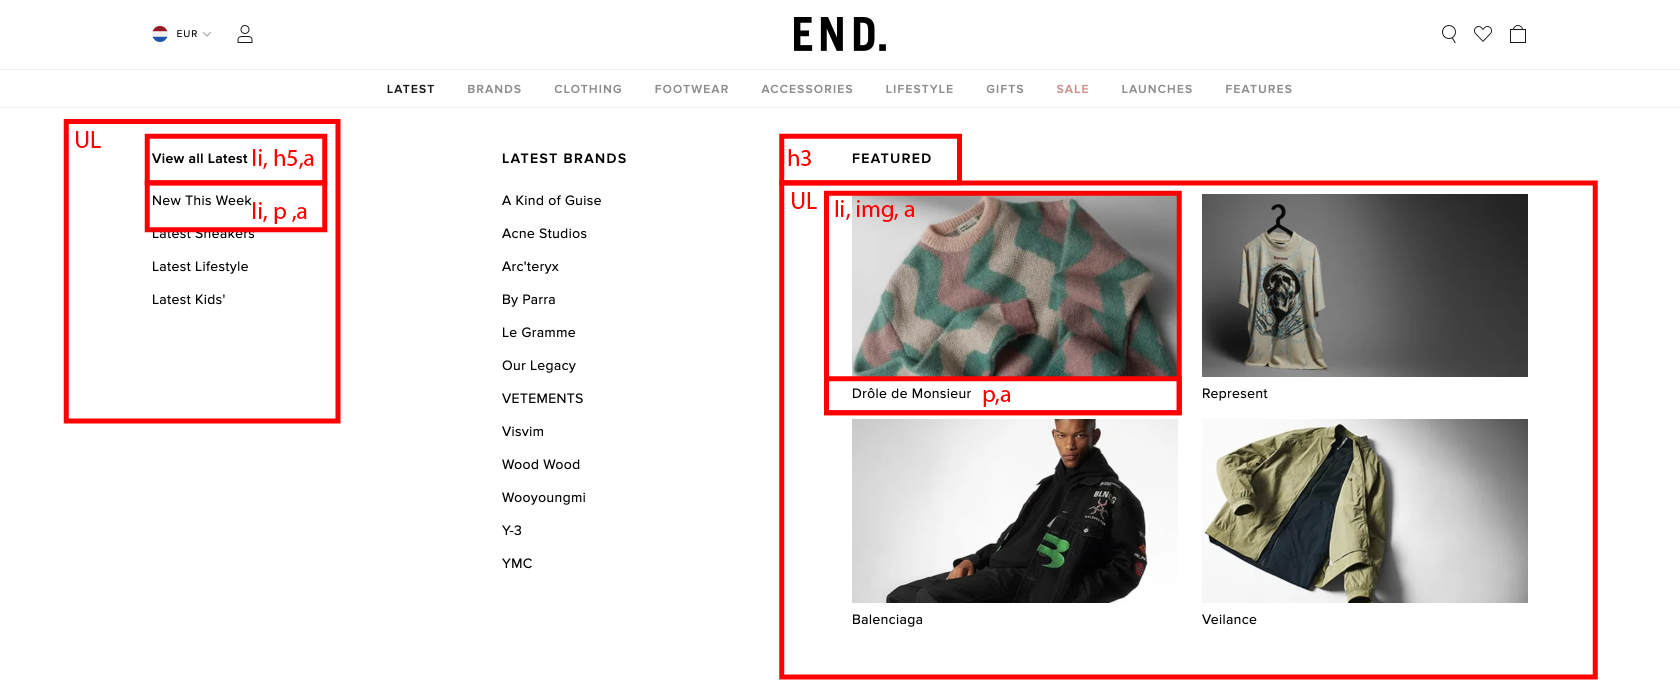 EUR
END.
LATEST BRANDS CLOTHING FOOTWEAR ACCESSORIES LIFESTYLE GIFTS SALE LAUNCHES FEATURES
UL
View all Latest li, h5,a
New This Week
li, p ,a
Latest Sneakers
Latest Lifestyle
Latest Kids'
LATEST BRANDS
A Kind of Guise
Acne Studios
Arc'teryx
By Parra
Le Gramme
Our Legacy
VETEMENTS
Visvim
Wood Wood
Wooyoungmi
Y-3
YMC
h3 FEATURED
UL
li, img, a
Drôle de Monsieur p,a
Represent
Balenciaga
Veilance